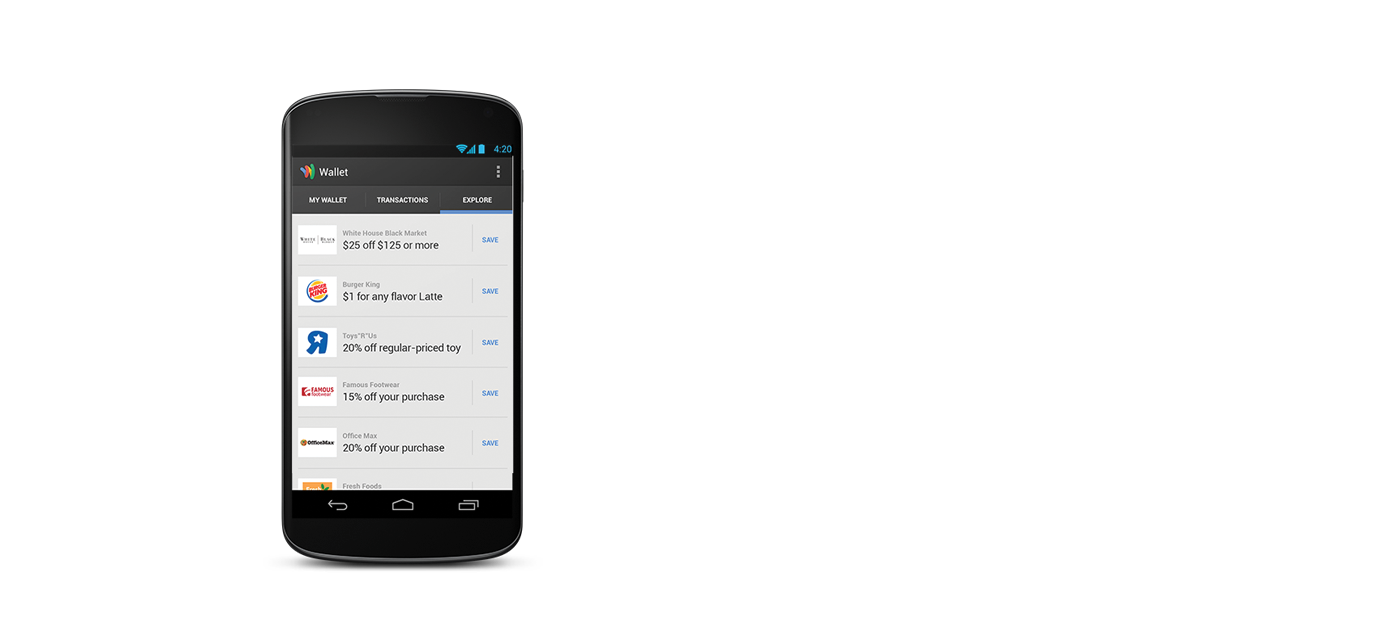 4:20
Wallet
MY WALLET TRANSACTIONS EXPLORE
White House Black Market
$25 off $125 or more
SAVE
BURGER
KING
Burger King
$1 for any flavor Latte
SAVE
Toys"R"Us
20% off regular-priced toy
SAVE
FAMOUS
footwear
Famous Footwear
15% off your purchase
SAVE
OfficeMax
Office Max
20% off your purchase
SAVE
Fresh Foods